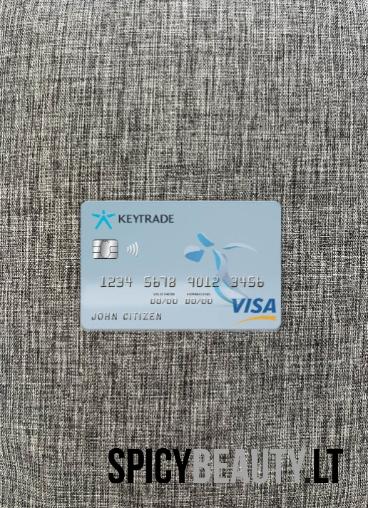 KEYTRADE
1234 5678 9012 3456
00/00 00/00
VISA
JOHN CITIZEN
SPICYBEAUTY.LT